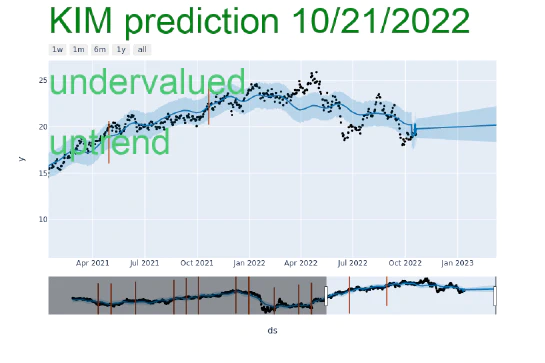 KIM prediction 10/21/2022
1w 1m 6m 1y all
undervalued
uptrend
25
20
15
10
y
Apr 2021 Jul 2021 Oct 2021 Jan 2022 Apr 2022 Jul 2022 Oct 2022 Jan 2023
ds